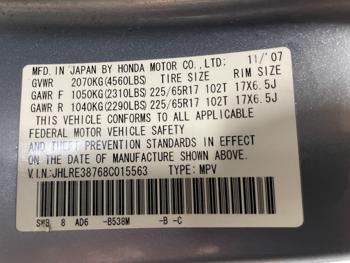 MFD. IN JAPAN BY HONDA MOTOR CO.,LTD: 11/'07
GVWR 2070KG(4560LBS) TIRE SIZE RIM SIZE
GAWR F 1050KG(2310LBS) 225/65R17 102T 17X6.5J
GAWR R 1040KG(2290LBS) 225/65R17 102T 17X6.5J
THIS VEHICLE CONFORMS TO ALL APPLICABLE
FEDERAL MOTOR VEHICLE SAFETY
AND THEFT PREVENTION STANDARDS IN EFFECT
ON THE DATE OF MANUFACTURE SHOWN ABOVE.
V.I.N.:JHLRE38768C015563 TYPE: MPV
SWB 8 AD6 -B538M -B -C